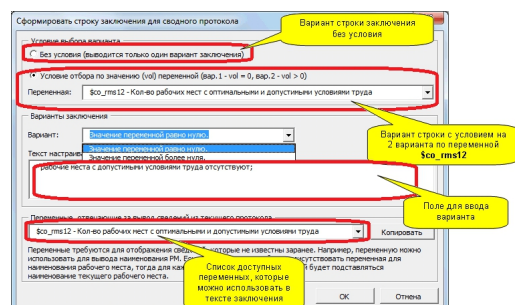 Сформировать строку заключения для сводного протокола
Вариант строки заключения
без условия
Условие выбора варианта
Без условия (выводится только один вариант заключения)
Условие отбора по значению (vol) переменной (вар.1 - vol = 0, вар.2 - vol > 0)
Переменная:
$co_rms12 - Кол-во рабочих мест с оптимальными и допустимыми условиями труда
Варианты заключения
Вариант:
Значение переменной равно нулю.
Значение переменной равно нулю.
Значение переменной более нуля.
Вариант строки с условием на
2 варианта по переменной
$co_rms12
Текст настраив
рабочие места с допустимыми условиями труда отсутствуют;
Поле для ввода
варианта
Переменные, отвечающие за вывод сведений из текущего протокола
$co_rms12 - Кол-во рабочих мест с оптимальными и допустимыми условиями труда
Копировать
Переменные требуются для отображения све которые не известны заранее. Например, переменную можно
использовать для вывода наименования РМ. Ес сутствовать переменная для
наименования рабочего места, тогда для каж будет подставляться
наименование текущего рабочего места.
Список доступных
переменных, которые
можно использовать в
тексте заключения
ОК
Отмена